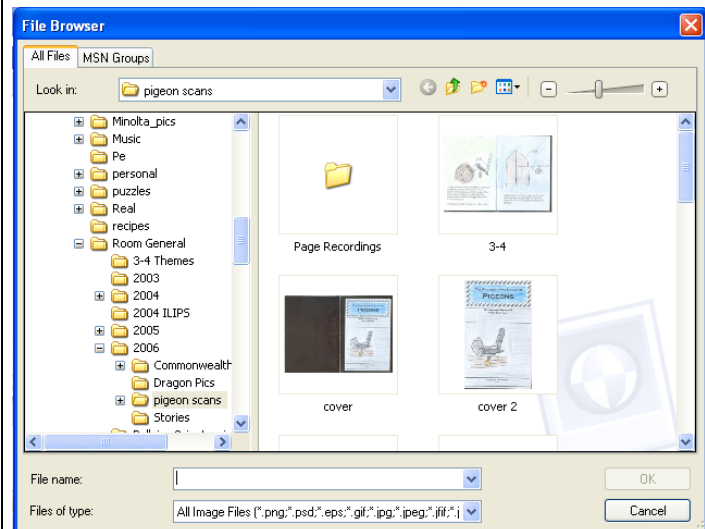 File Browser
All Files
MSN Groups
Look in:
pigeon scans
Minolta_pics
Music
Pe
personal
puzzles
Real
recipes
Room General
3-4 Themes
2003
2004
2004 ILIPS
2005
2006
Commonwealth
Dragon Pics
pigeon scans
Stories
Page Recordings
3-4
PIGEONS
PIGEONS
cover
cover 2
File name:
OK
Files of type:
All Image Files (*.png;*.psd;*.eps;*.gif;*.jpg;*.jpeg;*.jfif;*.j
Cancel